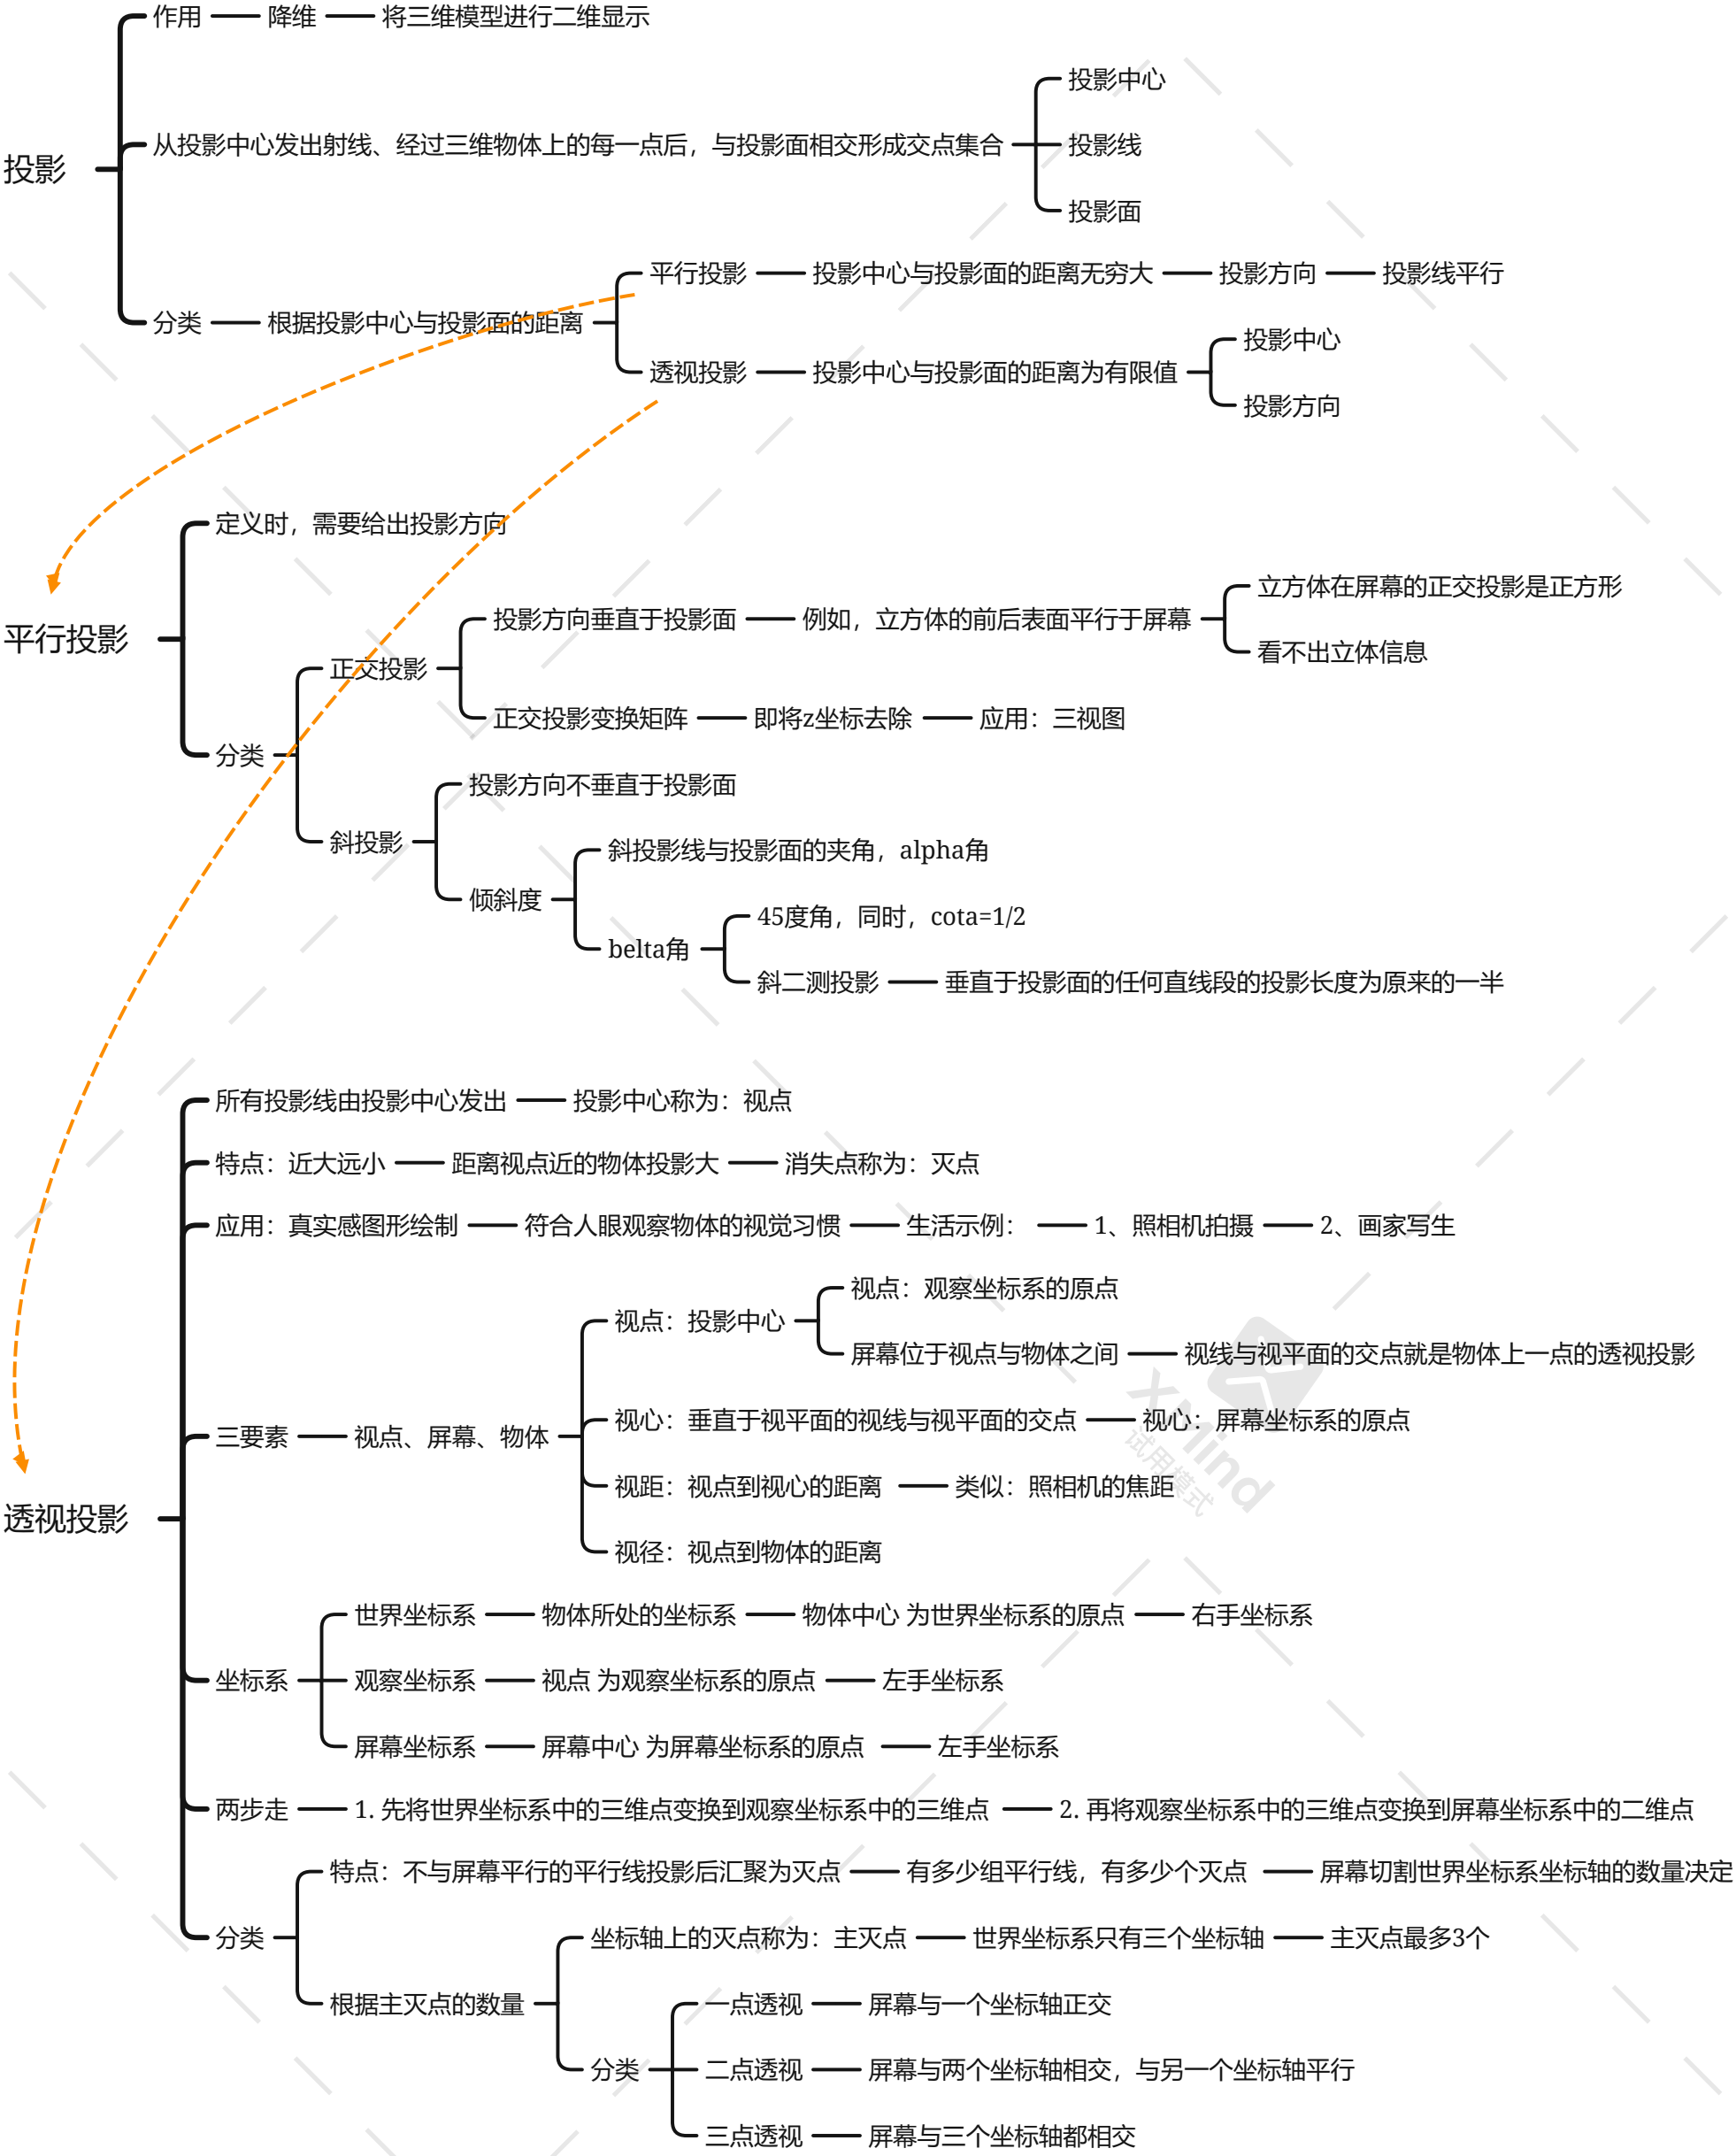 作用 降维 将三维模型进行二维显示
投影中心
投影 从投影中心发出射线、经过三维物体上的每一点后，与投影面相交形成交点集合 投影线
投影面
平行投影 投影中心与投影面的距离无穷大 投影方向 投影线平行
分类 根据投影中心与投影面的距离
投影中心
透视投影 投影中心与投影面的距离为有限值
投影方向
定义时，需要给出投影方向
平行投影
立方体在屏幕的正交投影是正方形
投影方向垂直于投影面 例如，立方体的前后表面平行于屏幕
看不出立体信息
正交投影
正交投影变换矩阵 即将z坐标去除 应用：三视图
分类
投影方向不垂直于投影面
斜投影
斜投影线与投影面的夹角，alpha角
倾斜度
45度角，同时，cota=1/2
belta角
斜二测投影 垂直于投影面的任何直线段的投影长度为原来的一半
所有投影线由投影中心发出 投影中心称为：视点
特点：近大远小 距离视点近的物体投影大 消失点称为：灭点
应用：真实感图形绘制 符合人眼观察物体的视觉习惯 生活示例： 1、照相机拍摄 2、画家写生
视点：观察坐标系的原点
视点：投影中心
屏幕位于视点与物体之间 视线与视平面的交点就是物体上一点的透视投影
三要素 视点、屏幕、物体
视心：垂直于视平面的视线与视平面的交点 视心：屏幕坐标系的原点
视距：视点到视心的距离 类似：照相机的焦距
视径：视点到物体的距离
透视投影
世界坐标系 物体所处的坐标系 物体中心 为世界坐标系的原点 右手坐标系
坐标系 观察坐标系 视点 为观察坐标系的原点 左手坐标系
屏幕坐标系 屏幕中心 为屏幕坐标系的原点 左手坐标系
两步走 1. 先将世界坐标系中的三维点变换到观察坐标系中的三维点 2. 再将观察坐标系中的三维点变换到屏幕坐标系中的二维点
特点：不与屏幕平行的平行线投影后汇聚为灭点 有多少组平行线，有多少个灭点 屏幕切割世界坐标系坐标轴的数量决定
分类
坐标轴上的灭点称为：主灭点 世界坐标系只有三个坐标轴 主灭点最多3个
根据主灭点的数量
一点透视 屏幕与一个坐标轴正交
分类 二点透视 屏幕与两个坐标轴相交，与另一个坐标轴平行
三点透视 屏幕与三个坐标轴都相交
XMind
试用模式